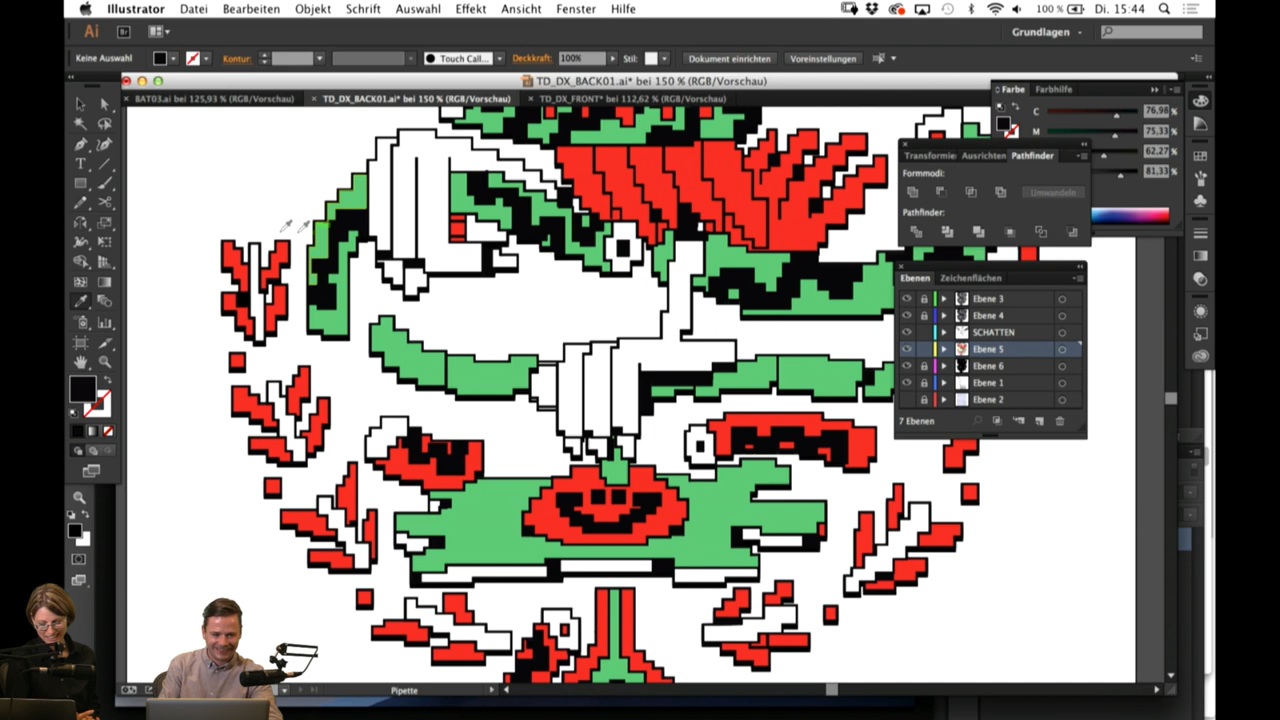 Illustrator Datei Bearbeiten Objekt Schrift Auswahl Effekt Ansicht Fenster Hilfe 100 % Di. 15:44
Ai Br Grundlagen
Keine Auswahl Kontur: Touch Cal... Deckkraft: 100% Stil: Dokument einrichten Voreinstellungen
TD_DX_BACK01.ai* bei 150 % (RGB/Vorschau)
BAT03.ai bei 125,93 % (RGB/Vorschau) TD_DX_BACK01.ai* bei 150 % (RGB/Vorschau) TD_DX_FRONT* bei 112,62 % (RGB/Vorschau)
Farbe Farbhilfe
C 76,98
M 75,33
62,27
81,33
Transformie Ausrichten Pathfinder
Formmodi:
Umwandeln
Pathfinder:
Ebenen Zeichenflächen
Ebene 3
Ebene 4
SCHATTEN
Ebene 5
Ebene 6
Ebene 1
Ebene 2
7 Ebenen
Pipette